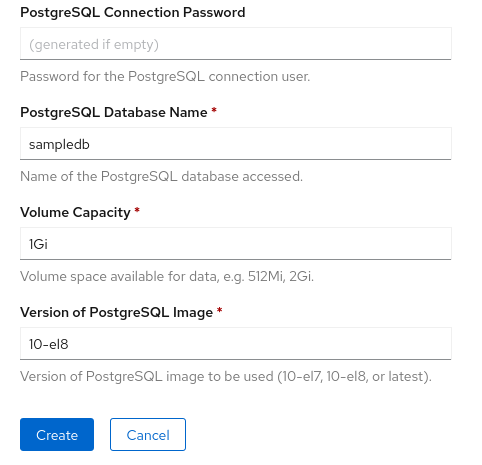 PostgreSQL Connection Password
(generated if empty)
Password for the PostgreSQL connection user.
PostgreSQL Database Name *
sampledb
Name of the PostgreSQL database accessed.
Volume Capacity *
1Gi
Volume space available for data, e.g. 512Mi, 2Gi.
Version of PostgreSQL Image *
10-el8
Version of PostgreSQL image to be used (10-el7, 10-el8, or latest).
Create Cancel